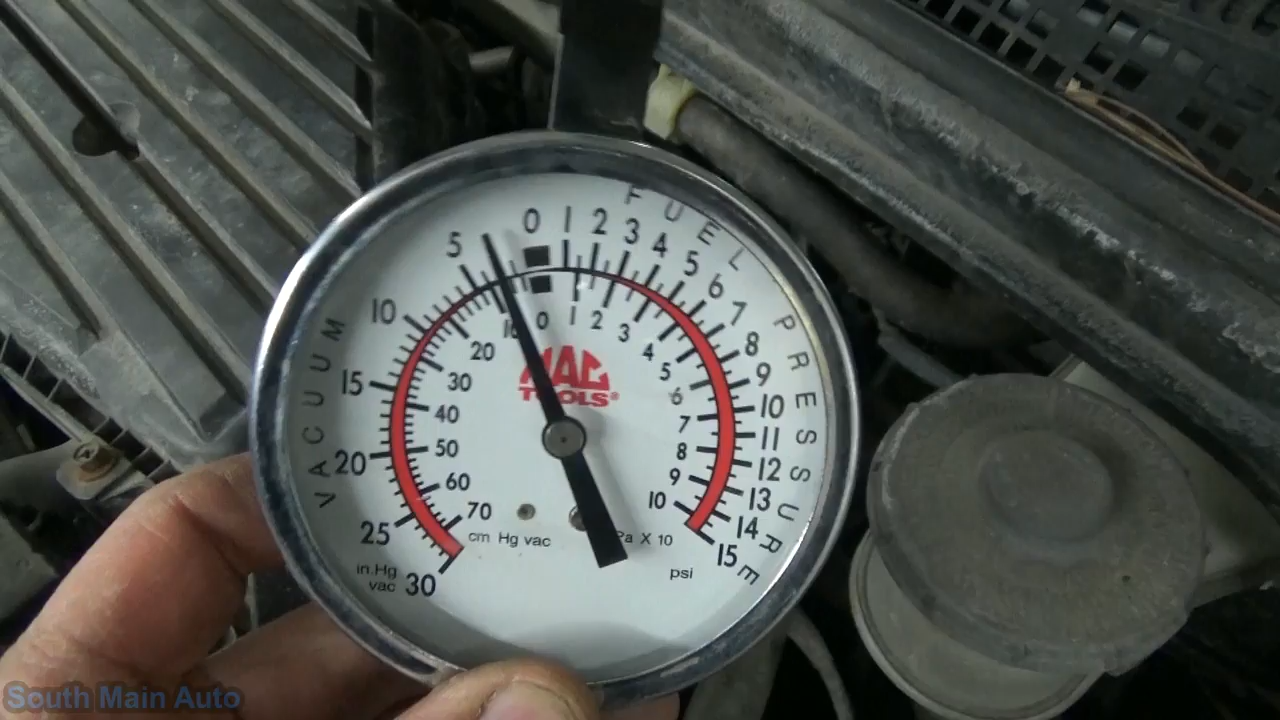 FUEL PRESSURE
VACUUM
0 1 2 3 4 5 6 7 8 9 10 11 12 13 14 15
5 10 15 20 25 30
0 1 2 3 4 5 6 7 8 9 10
10 20 30 40 50 60 70
MAC
TOOLS®
cm Hg vac
X 10
in.Hg
vac
psi
South Main Auto